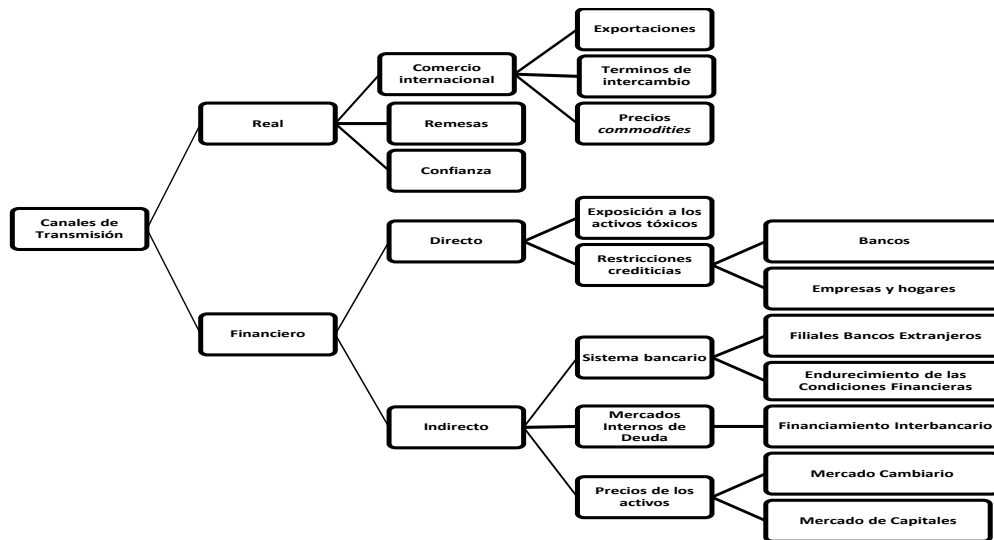 Canales de
Transmisión
Real
Comercio
internacional
Exportaciones
Terminos de
intercambio
Precios
commodities
Remesas
Confianza
Financiero
Directo
Exposición a los
activos tóxicos
Restricciones
crediticias
Bancos
Empresas y hogares
Indirecto
Sistema bancario
Filiales Bancos Extranjeros
Endurecimiento de las
Condiciones Financieras
Mercados
Internos de
Deuda
Financiamiento Interbancario
Precios de los
activos
Mercado Cambiario
Mercado de Capitales